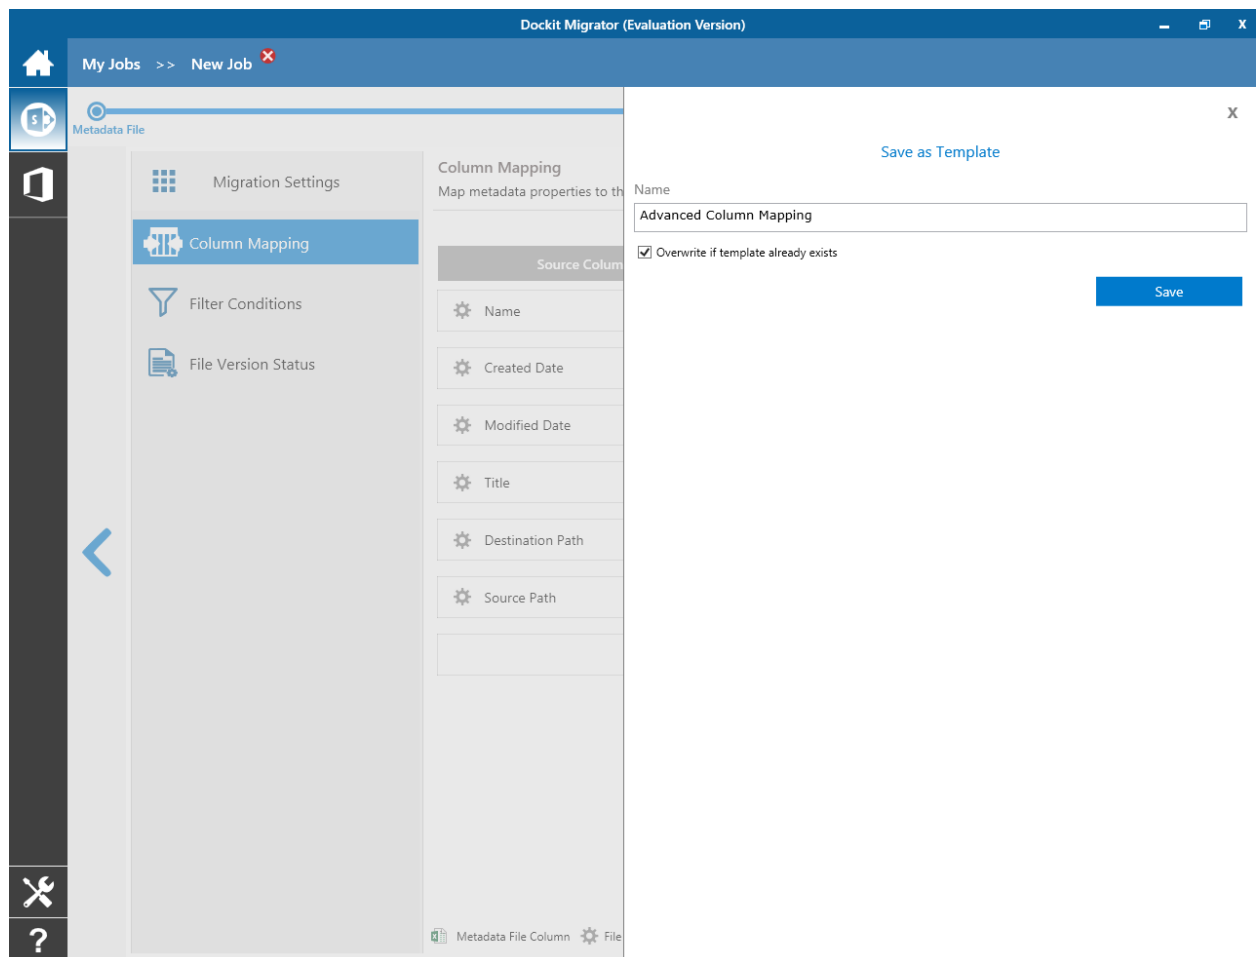 Dockit Migrator (Evaluation Version)
My Jobs >> New Job
Metadata File
Migration Settings
Column Mapping
Filter Conditions
File Version Status
Column Mapping
Map metadata properties to th
Source Colum
Name
Created Date
Modified Date
Title
Destination Path
Source Path
Metadata File Column File
X
Save as Template
Name
Advanced Column Mapping
Overwrite if template already exists
Save